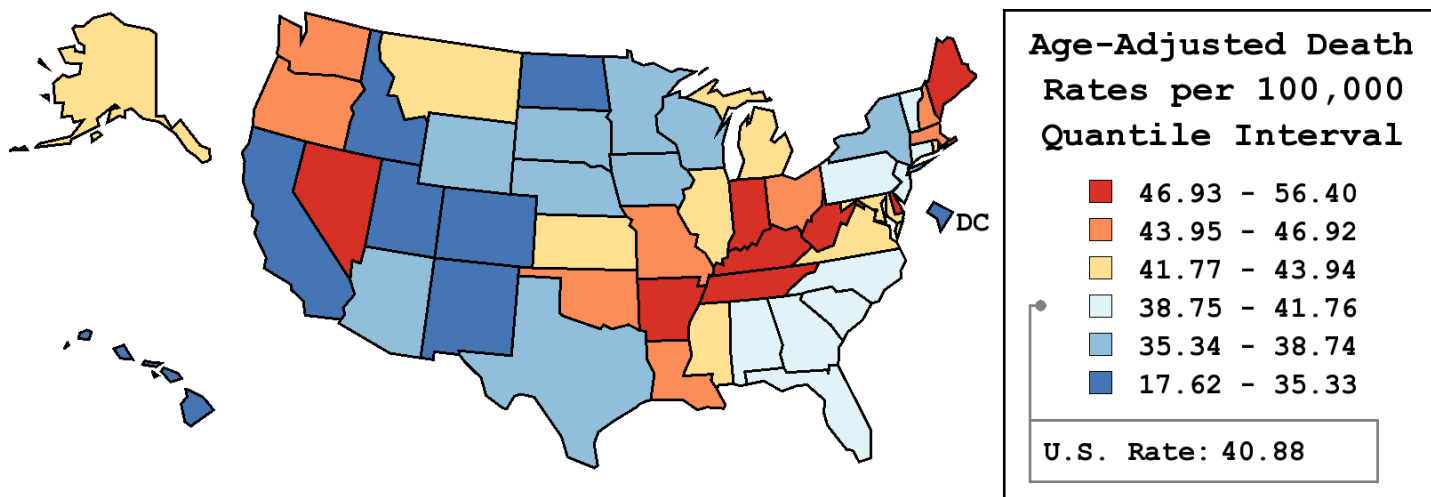 Age-Adjusted Death
Rates per 100,000
Quantile Interval
46.93 - 56.40
43.95 - 46.92
41.77 - 43.94
38.75 - 41.76
35.34 - 38.74
17.62 - 35.33
U.S. Rate: 40.88
DC